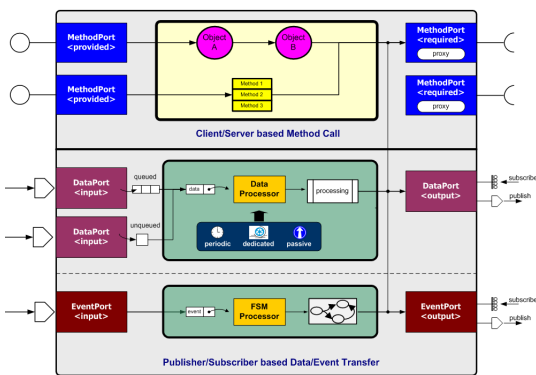 MethodPort
<provided>
Object
A
Object
B
MethodPort
<required>
proxy
MethodPort
<provided>
Method 1
Method 2
Method 3
MethodPort
<required>
proxy
Client/Server based Method Call
DataPort
<input>
queued
data
Data
Processor
processing
DataPort
<output>
subscribe
publish
DataPort
<input>
unqueued
periodic
dedicated
passive
EventPort
<input>
event
FSM
Processor
EventPort
<output>
subscribe
publish
Publisher/Subscriber based Data/Event Transfer